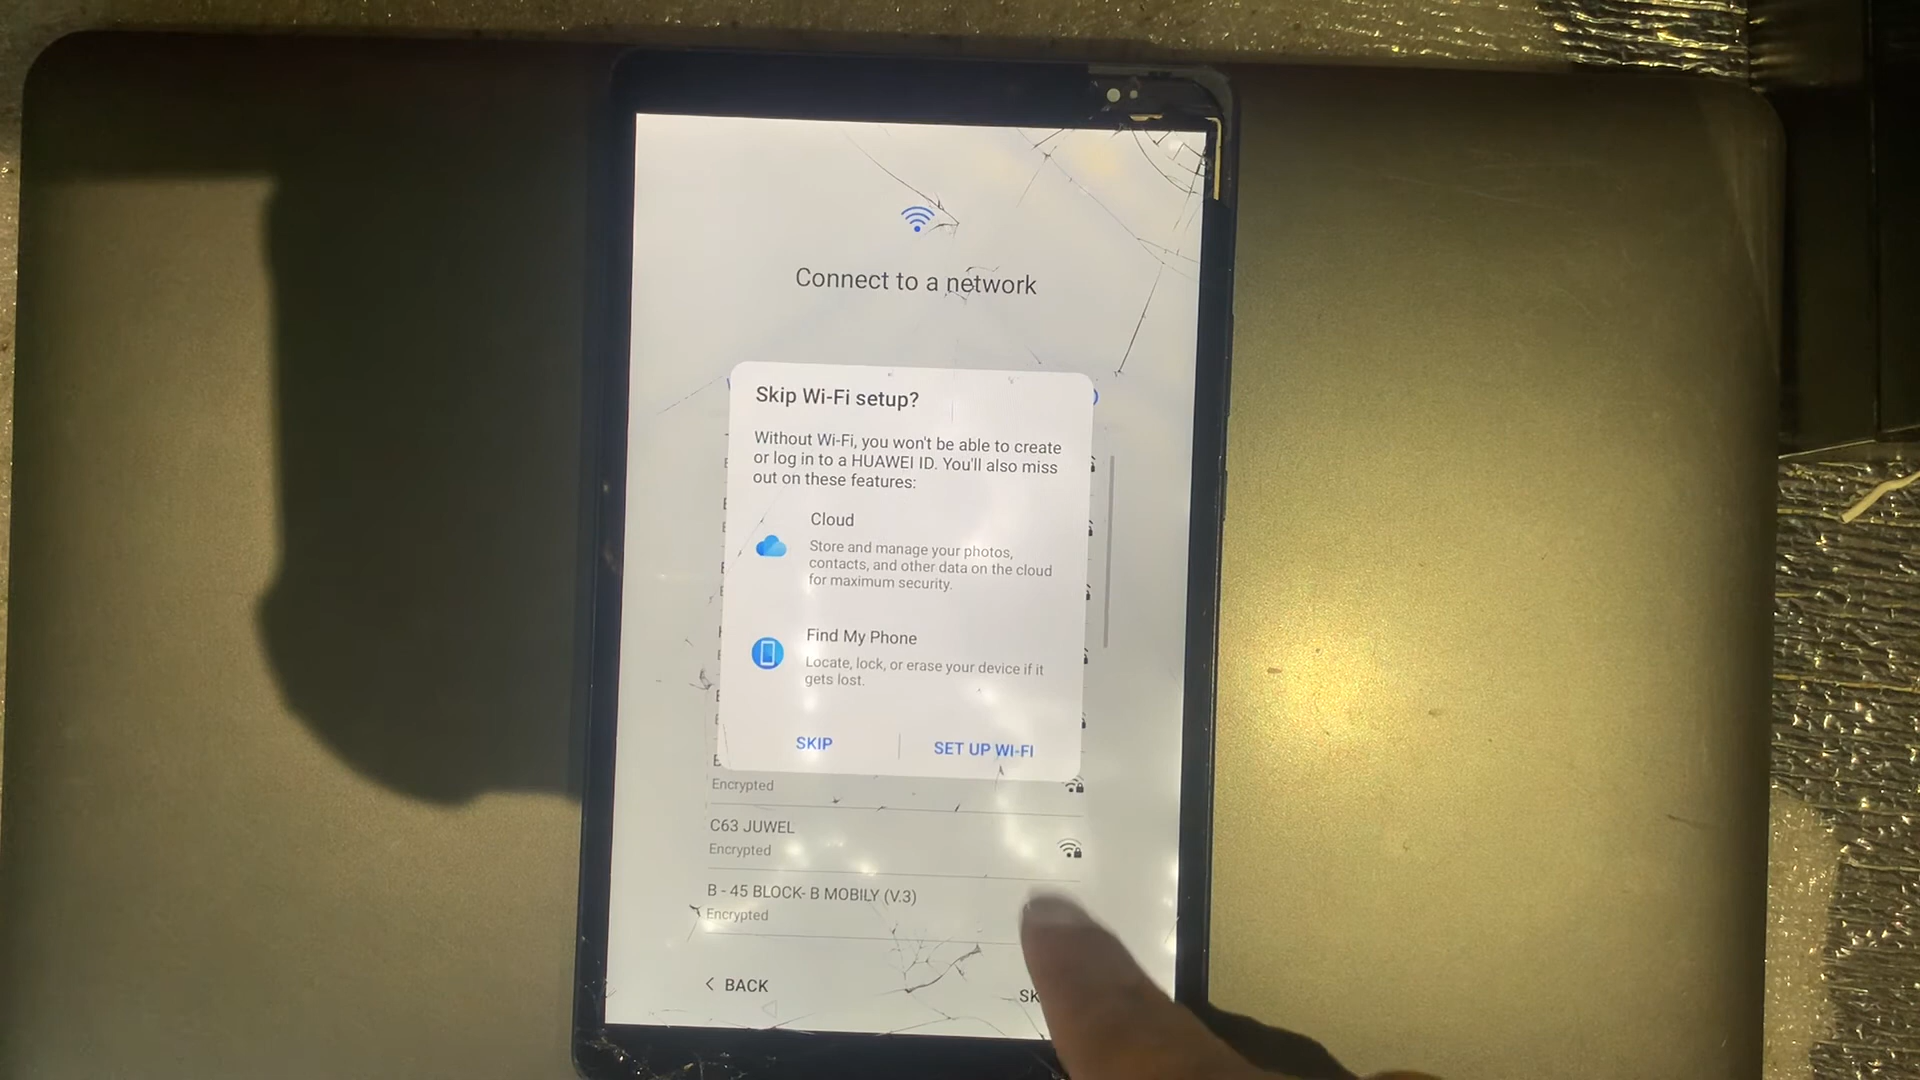 Connect to a network
Skip Wi-Fi setup?
Without Wi-Fi, you won't be able to create
or log in to a HUAWEI ID. You'll also miss
out on these features:
Cloud
Store and manage your photos,
contacts, and other data on the cloud
for maximum security.
Find My Phone
Locate, lock, or erase your device if it
gets lost.
SKIP
SET UP WI-FI
Encrypted
C63 JUWEL
Encrypted
B - 45 BLOCK- B MOBILY (V.3)
Encrypted
< BACK